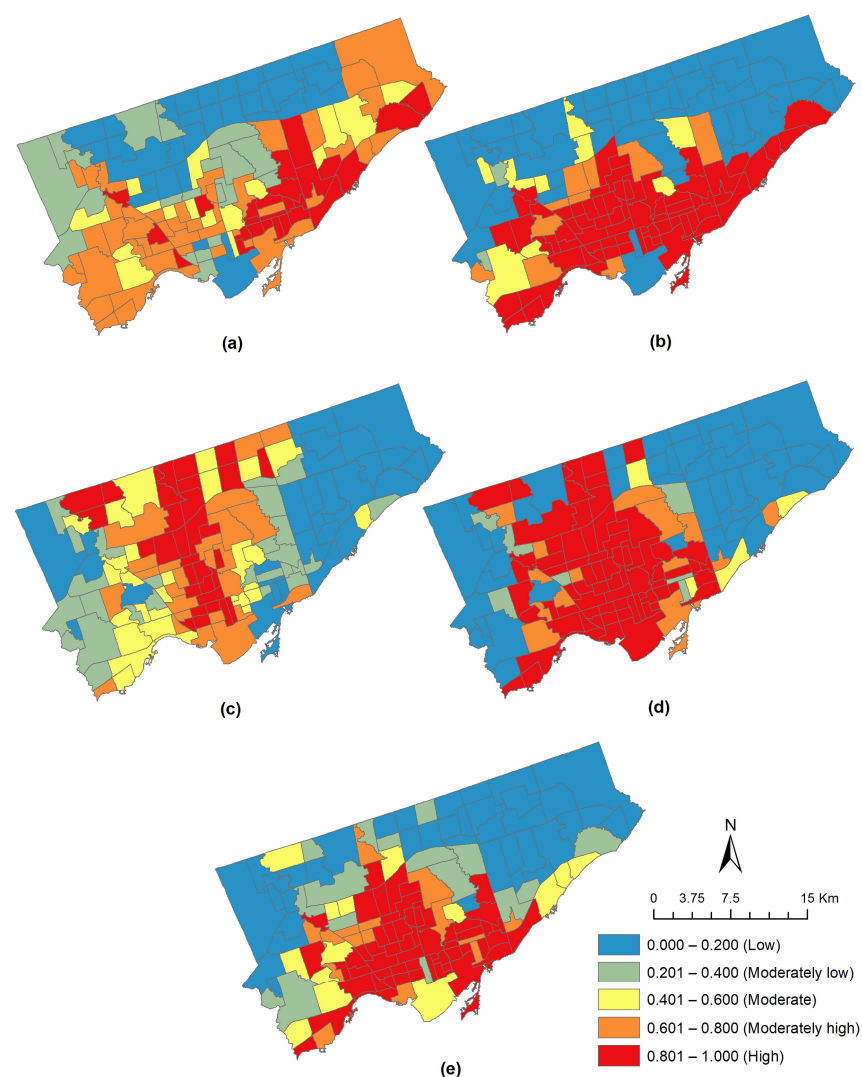 (a)
(b)
(c)
(d)
N
0 3.75 7.5 15 Km
0.000 – 0.200 (Low)
0.201 – 0.400 (Moderately low)
0.401 – 0.600 (Moderate)
0.601 – 0.800 (Moderately high)
0.801 – 1.000 (High)
(e)